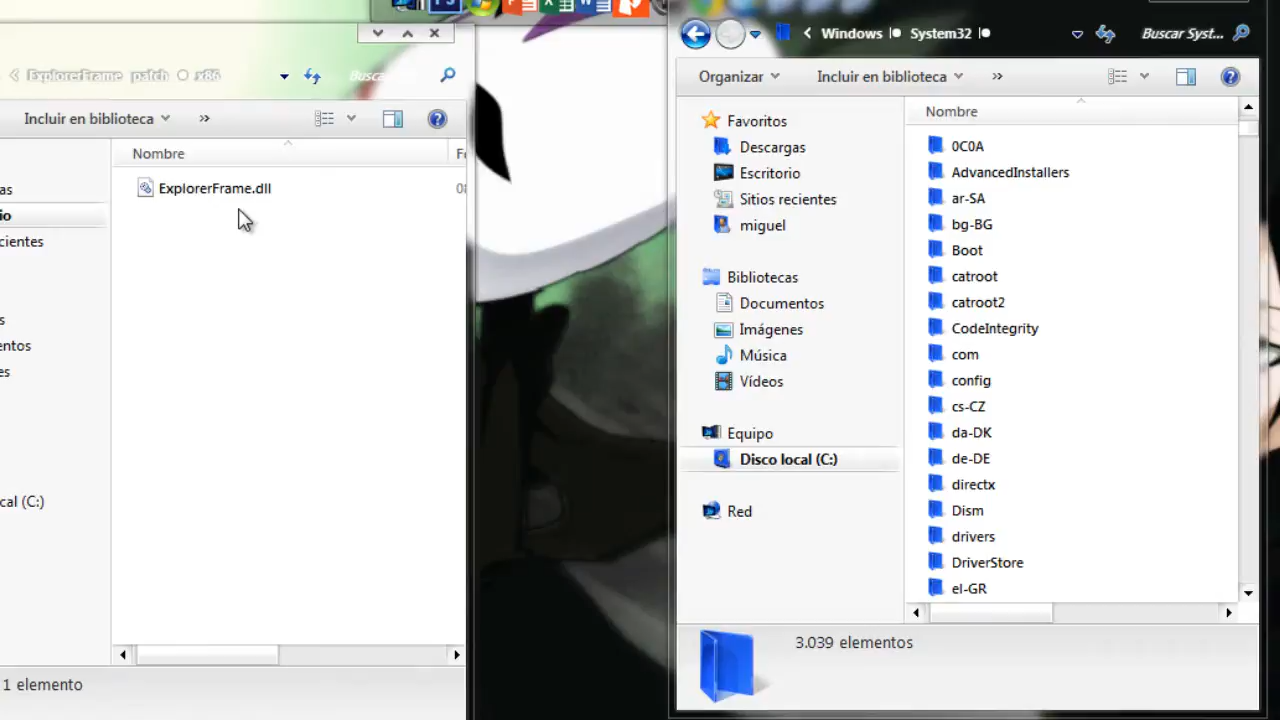 ExplorerFrame patch x86
Incluir en biblioteca
»
Nombre
ExplorerFrame.dll
08
as
io
cientes
s
entos
es
cal (C:)
1 elemento
Windows
System32
Buscar Syst...
Organizar
Incluir en biblioteca
»
Favoritos
Descargas
Escritorio
Sitios recientes
miguel
Bibliotecas
Documentos
Imágenes
Música
Vídeos
Equipo
Disco local (C:)
Red
Nombre
0C0A
AdvancedInstallers
ar-SA
bg-BG
Boot
catroot
catroot2
CodeIntegrity
com
config
cs-CZ
da-DK
de-DE
directx
Dism
drivers
DriverStore
el-GR
3.039 elementos